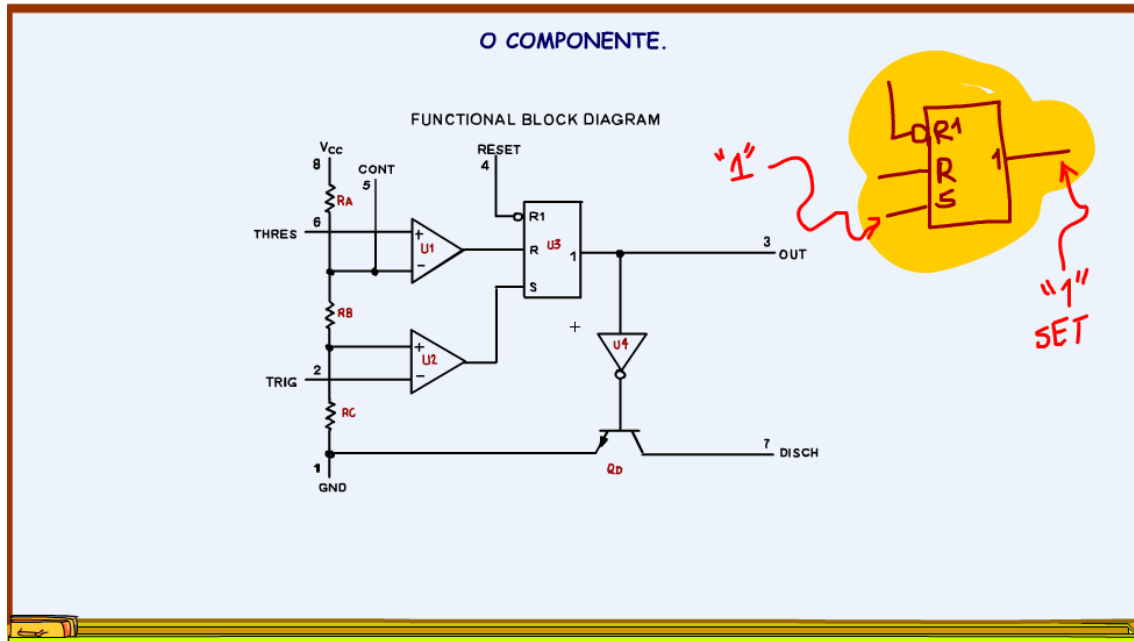 O COMPONENTE.
FUNCTIONAL BLOCK DIAGRAM
VCC
8
CONT
5
RESET
4
RA
6
THRES
+
U1
−
R1
R
U3
1
S
3
OUT
RB
+
U2
−
2
TRIG
U4
RC
1
GND
QD
7
DISCH
"1"
R1
R
S
1
"1"
SET